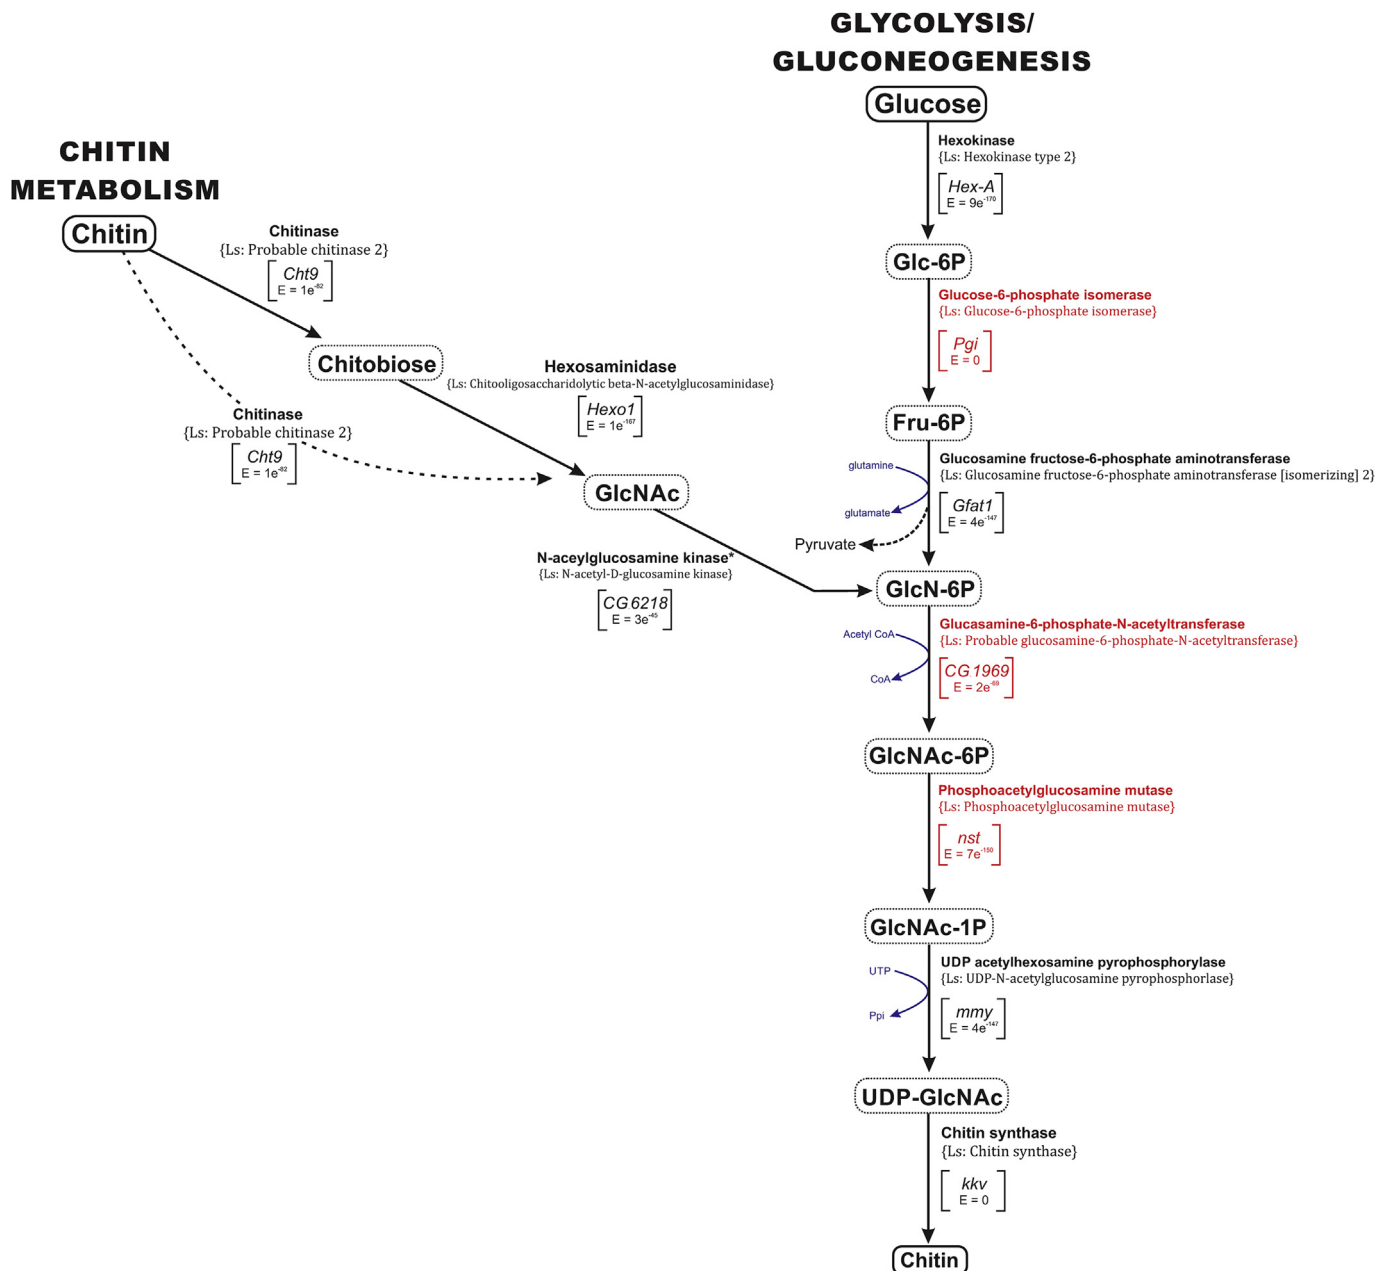 GLYCOLYSIS/
GLUCONEOGENESIS
Glucose
Hexokinase
{Ls: Hexokinase type 2}
Hex-A
E = 9e-170
CHITIN
METABOLISM
Chitin
Chitinase
{Ls: Probable chitinase 2}
Cht9
E = 1e-82
Glc-6P
Glucose-6-phosphate isomerase
{Ls: Glucose-6-phosphate isomerase}
Pgi
E = 0
Chitobiose
Hexosaminidase
{Ls: Chitooligosaccharidolytic beta-N-acetylglucosaminidase}
Hexo1
E = 1e-167
Chitinase
{Ls: Probable chitinase 2}
Cht9
E = 1e-82
Fru-6P
glutamine
glutamate
Glucosamine fructose-6-phosphate aminotransferase
{Ls: Glucosamine fructose-6-phosphate aminotransferase [isomerizing] 2}
Gfat1
E = 4e-147
Pyruvate
GlcNAc
N-aceylglucosamine kinase*
{Ls: N-acetyl-D-glucosamine kinase}
CG6218
E = 3e-45
GlcN-6P
Acetyl CoA
CoA
Glucasamine-6-phosphate-N-acetyltransferase
{Ls: Probable glucosamine-6-phosphate-N-acetyltransferase}
CG1969
E = 2e-69
GlcNAc-6P
Phosphoacetylglucosamine mutase
{Ls: Phosphoacetylglucosamine mutase}
nst
E = 7e-150
GlcNAc-1P
UTP
Ppi
UDP acetylhexosamine pyrophosphorylase
{Ls: UDP-N-acetylglucosamine pyrophosphorlase}
mmy
E = 4e-147
UDP-GlcNAc
Chitin synthase
{Ls: Chitin synthase}
kkv
E = 0
Chitin